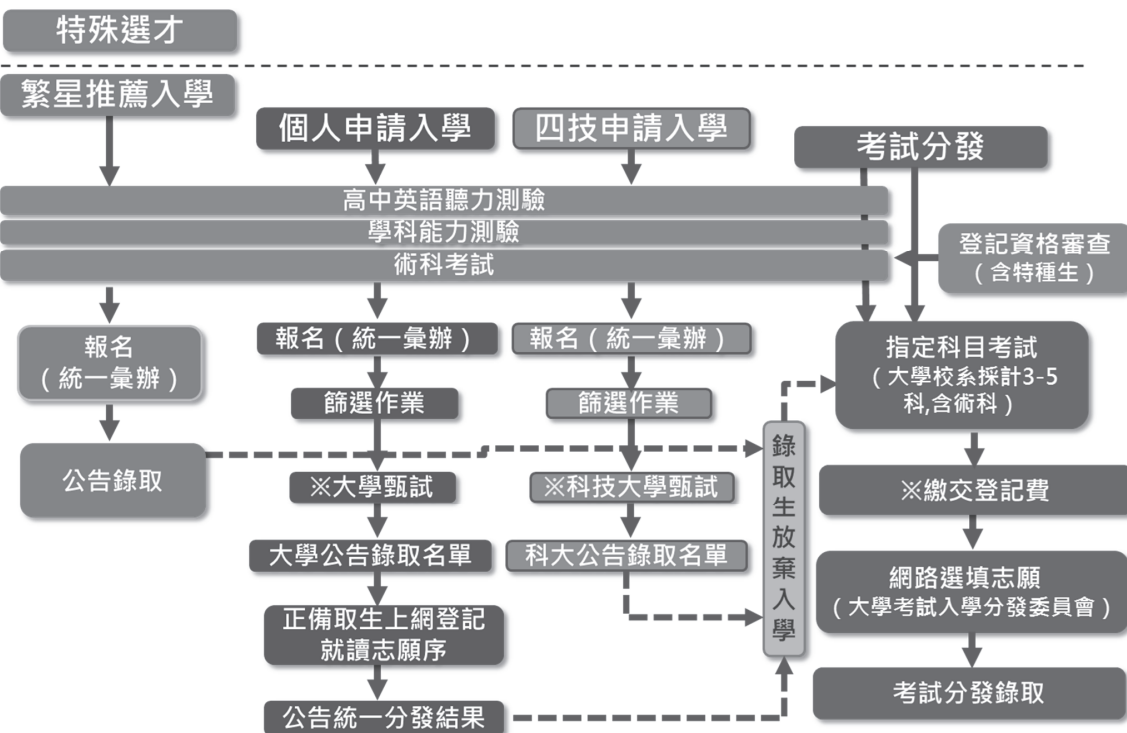 特殊選才
繁星推薦入學
個人申請入學
四技申請入學
考試分發
高中英語聽力測驗
學科能力測驗
術科考試
登記資格審查
(含特種生)
報名
(統一彙辦)
公告錄取
報名(統一彙辦)
篩選作業
※大學甄試
大學公告錄取名單
正備取生上網登記
就讀志願序
公告統一分發結果
報名(統一彙辦)
篩選作業
※科技大學甄試
科大公告錄取名單
錄取生放棄入學
指定科目考試
(大學校系採計3-5
科,含術科)
※繳交登記費
網路選填志願
(大學考試入學分發委員會)
考試分發錄取